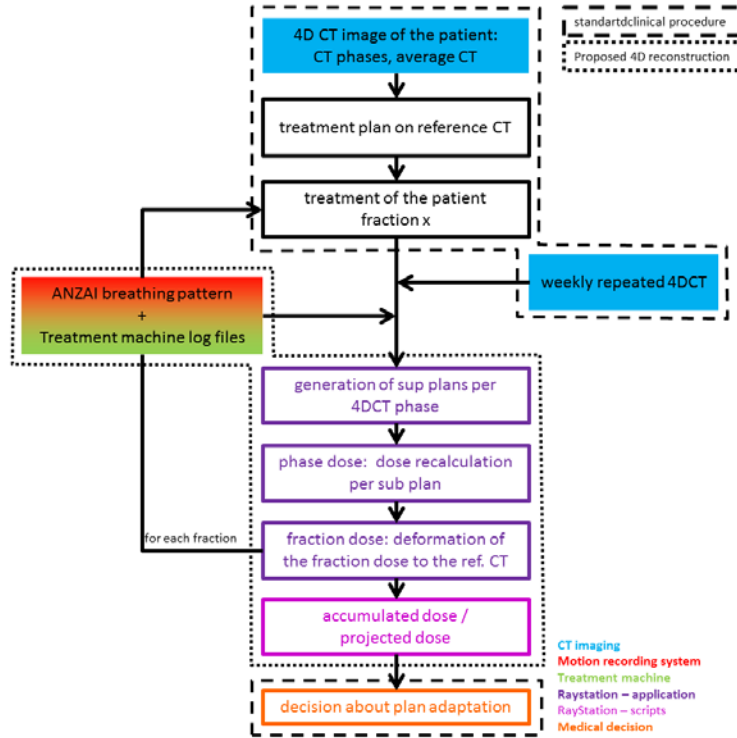 standartdclinical procedure
Proposed 4D reconstruction
4D CT image of the patient:
CT phases, average CT
treatment plan on reference CT
treatment of the patient
fraction x
weekly repeated 4DCT
ANZAI breathing pattern
+
Treatment machine log files
generation of sup plans per
4DCT phase
phase dose: dose recalculation
per sub plan
for each fraction
fraction dose: deformation of
the fraction dose to the ref. CT
accumulated dose /
projected dose
decision about plan adaptation
CT imaging
Motion recording system
Treatment machine
Raystation – application
RayStation – scripts
Medical decision